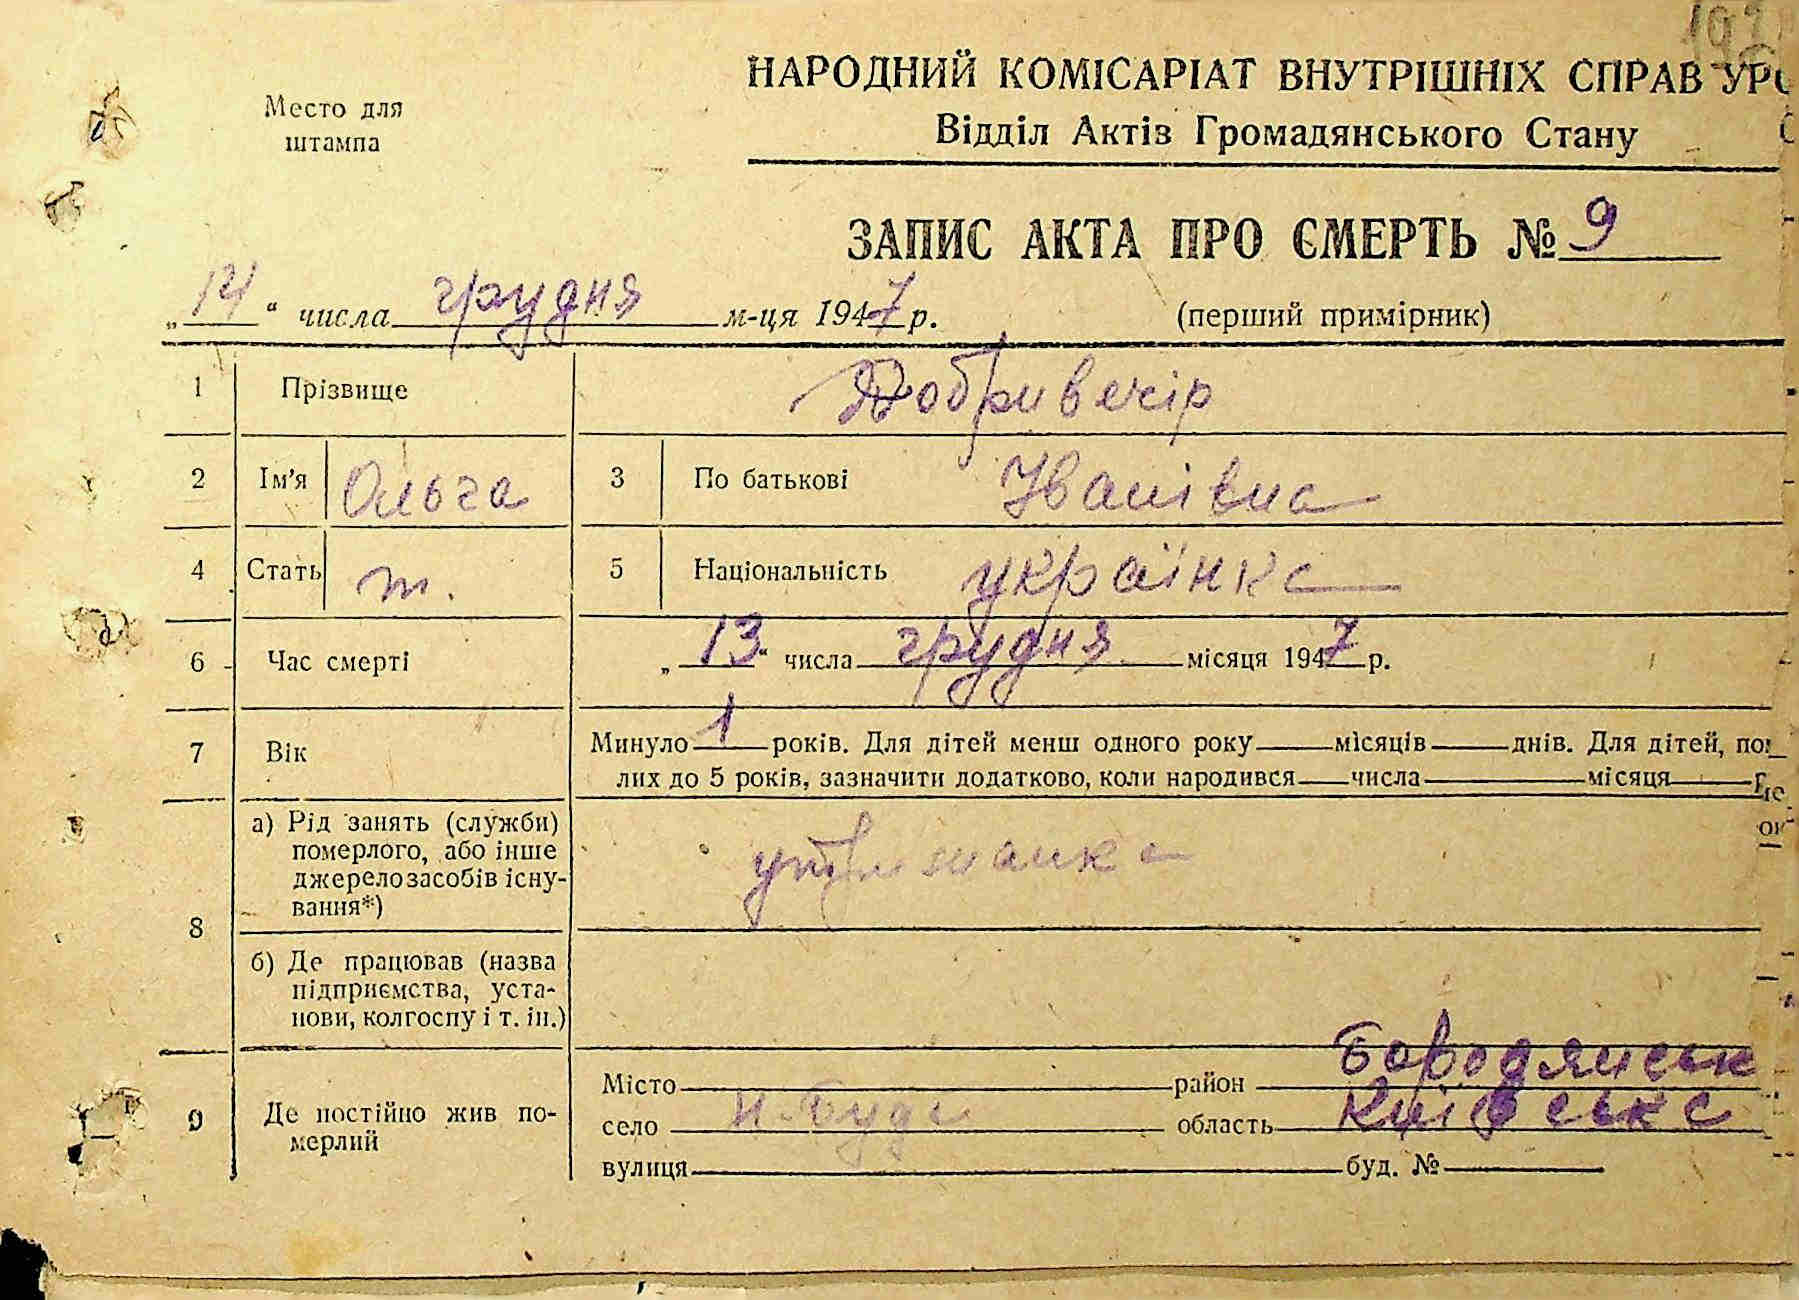 НАРОДНИЙ КОМІСАРІАТ ВНУТРІШНІХ СПРАВ УРС
Відділ Актів Громадянського Стану
Место для
штампа
ЗАПИС АКТА ПРО СМЕРТЬ № 9
„14“ числа грудня м-ця 1947 р. (перший примірник)
1 Прізвище Добривечір
2 Ім’я Ольга 3 По батькові Іванівна
4 Стать ж. 5 Національність українка
6 Час смерті „13“ числа грудня місяця 1947 р.
7 Вік Минуло 1 років. Для дітей менш одного року місяців днів. Для дітей, по
лих до 5 років, зазначити додатково, коли народився числа місяця
8 а) Рід занять (служби)
померлого, або інше
джерело засобів існу-
вання*) утриманка
б) Де працював (назва
підприємства, уста-
нови, колгоспу і т. ін.)
9 Де постійно жив по-
мерлий
Місто район Бородянськ
село Н-Буда область Київська
вулиця буд. №